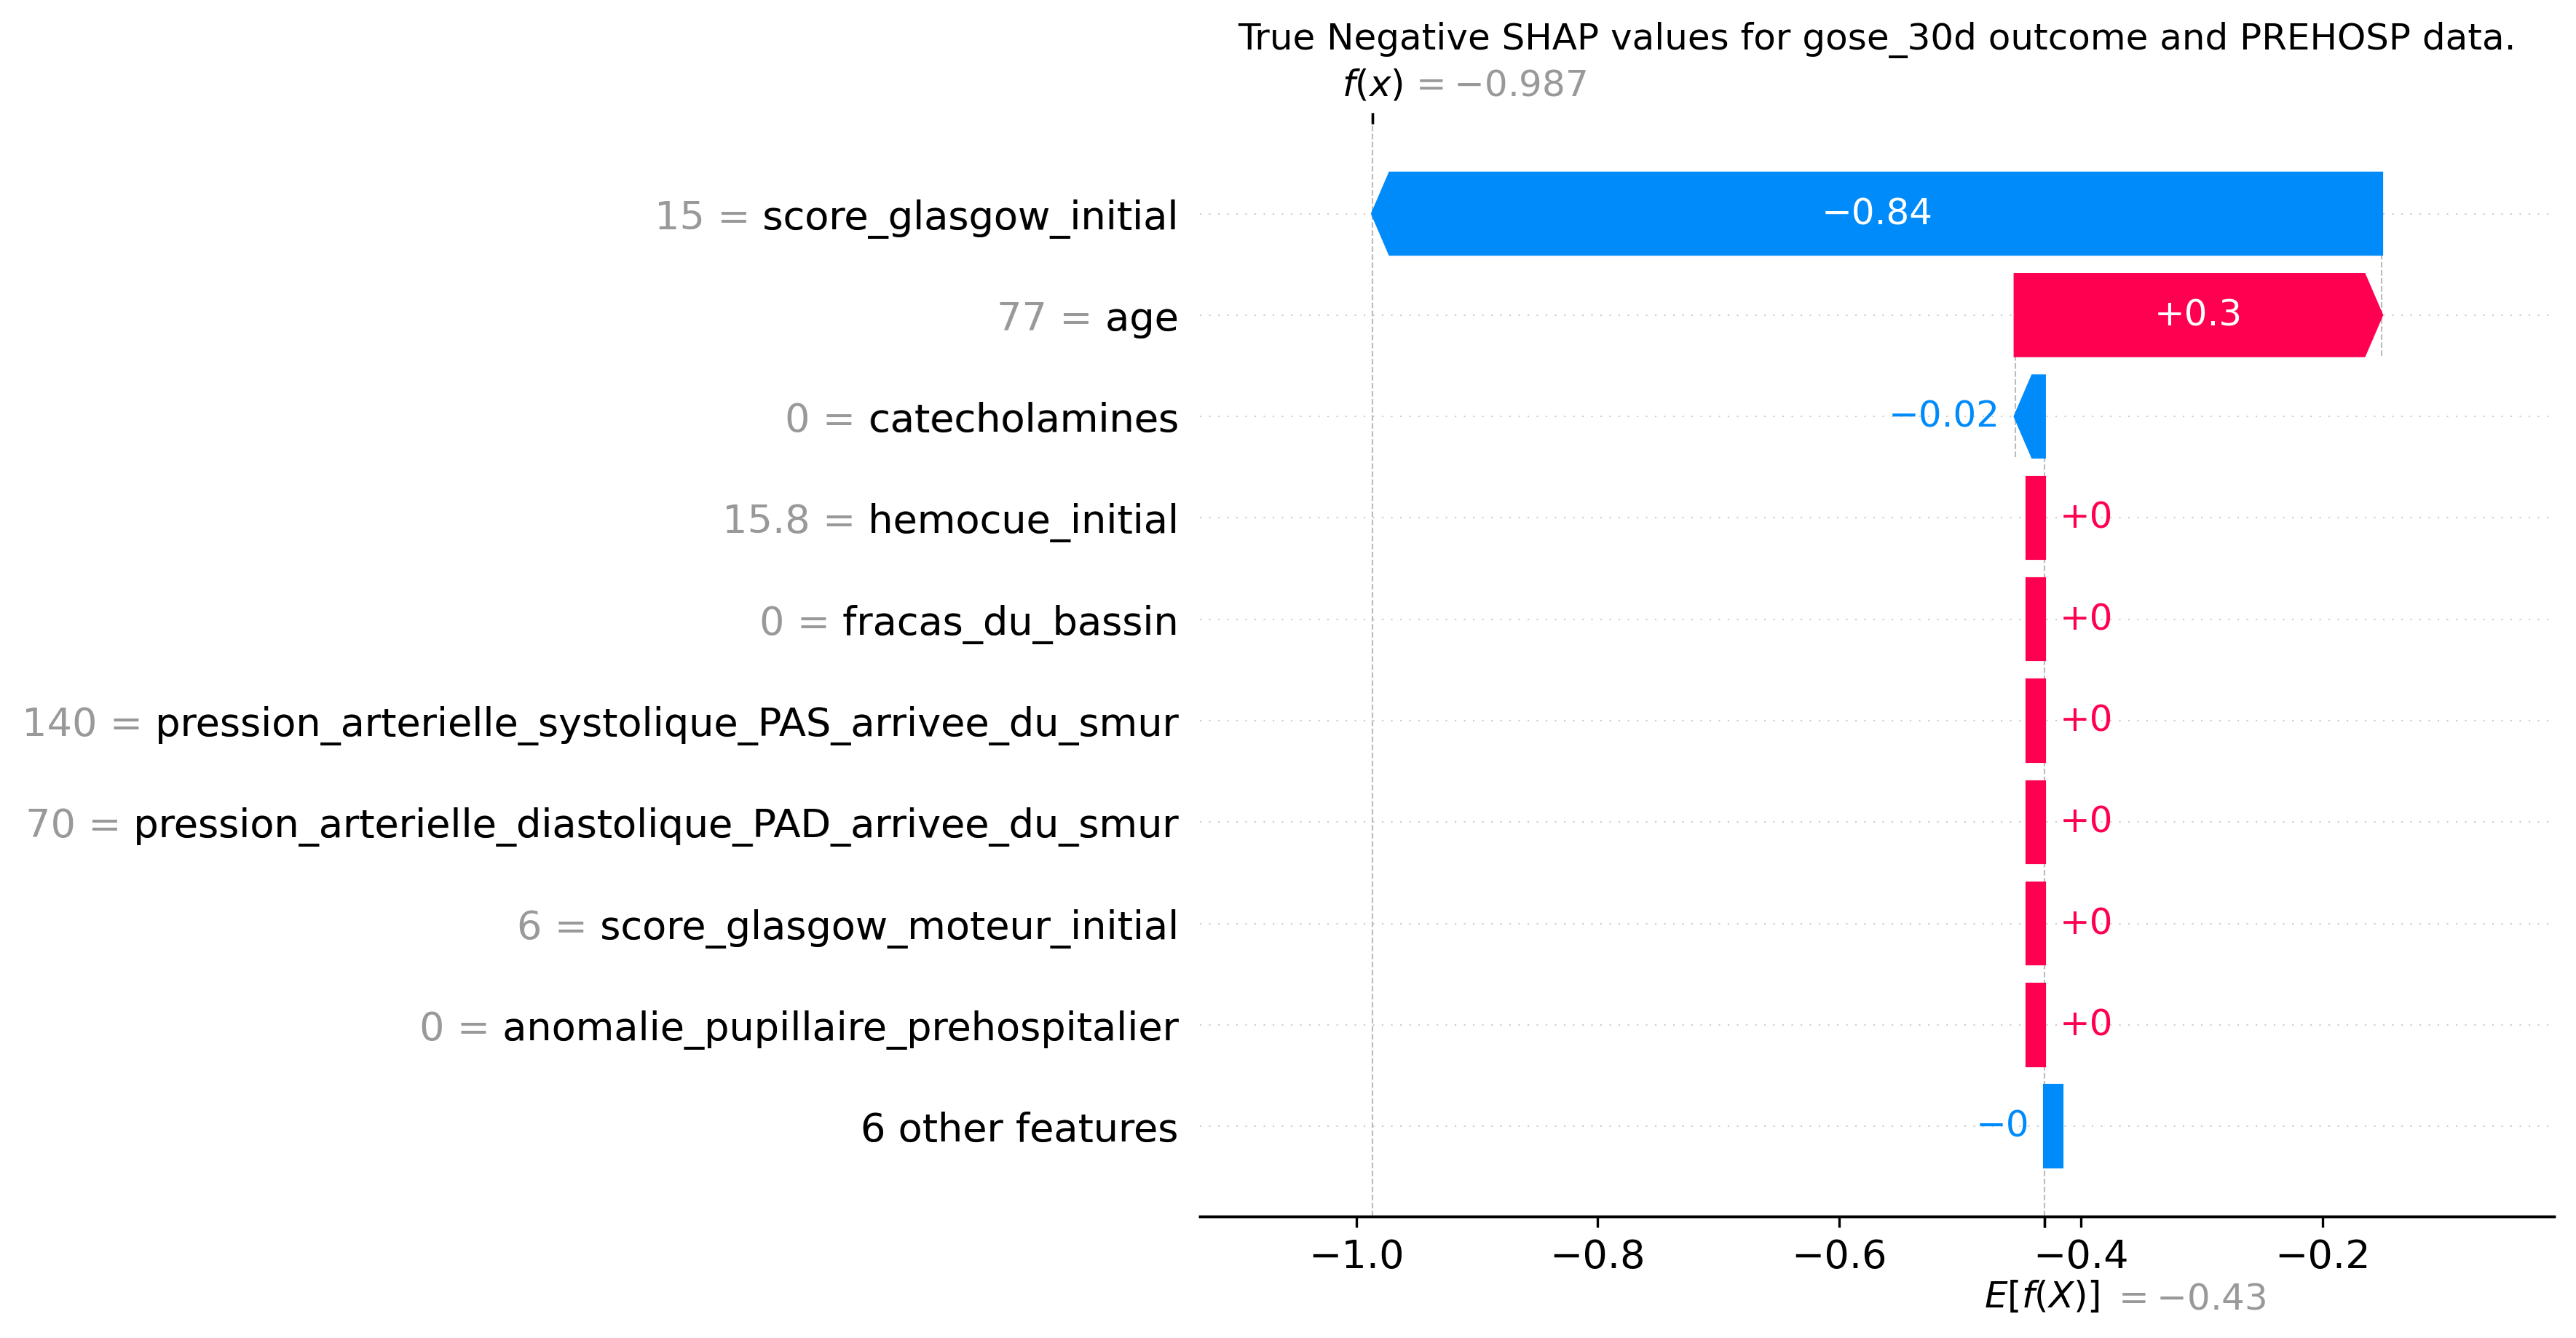 True Negative SHAP values for gose_30d outcome and PREHOSP data.
f(x) = −0.987
15 = score_glasgow_initial −0.84
77 = age +0.3
0 = catecholamines −0.02
15.8 = hemocue_initial +0
0 = fracas_du_bassin +0
140 = pression_arterielle_systolique_PAS_arrivee_du_smur +0
70 = pression_arterielle_diastolique_PAD_arrivee_du_smur +0
6 = score_glasgow_moteur_initial +0
0 = anomalie_pupillaire_prehospitalier +0
6 other features −0
−1.0 −0.8 −0.6 −0.4 −0.2
E[f(X)] = −0.43